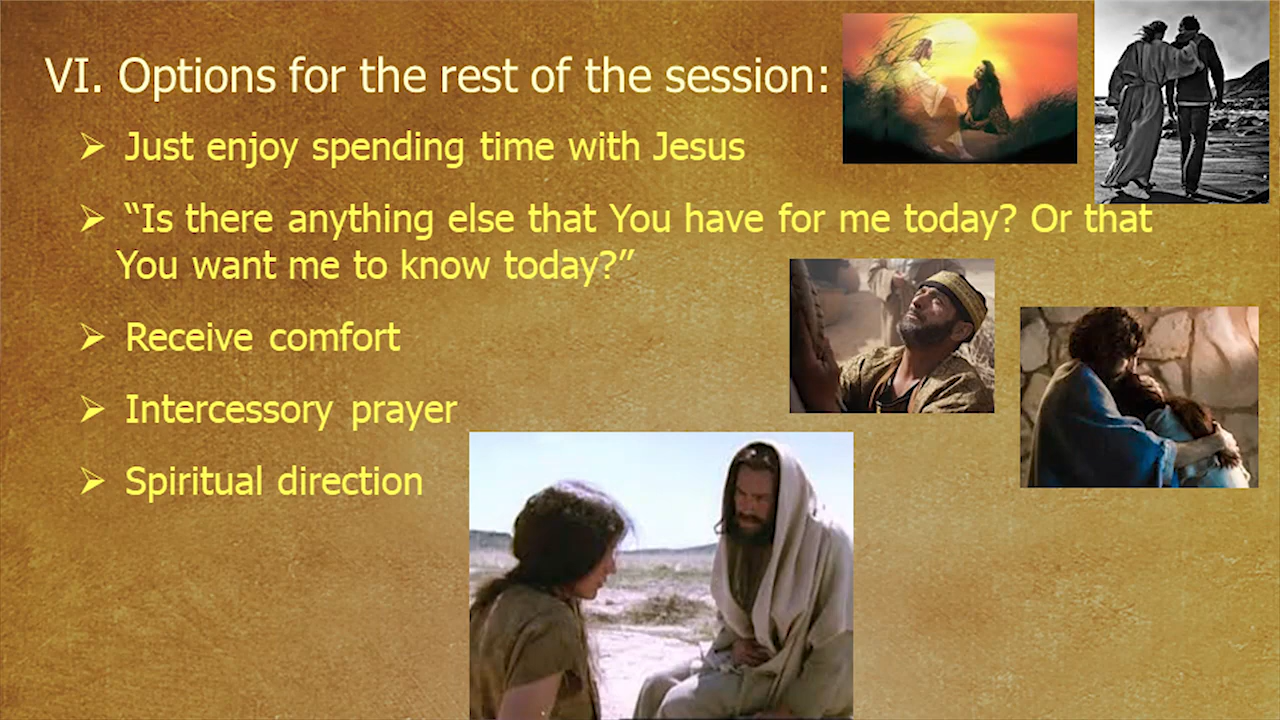 VI. Options for the rest of the session:
➢ Just enjoy spending time with Jesus
➢ “Is there anything else that You have for me today? Or that
You want me to know today?”
➢ Receive comfort
➢ Intercessory prayer
➢ Spiritual direction